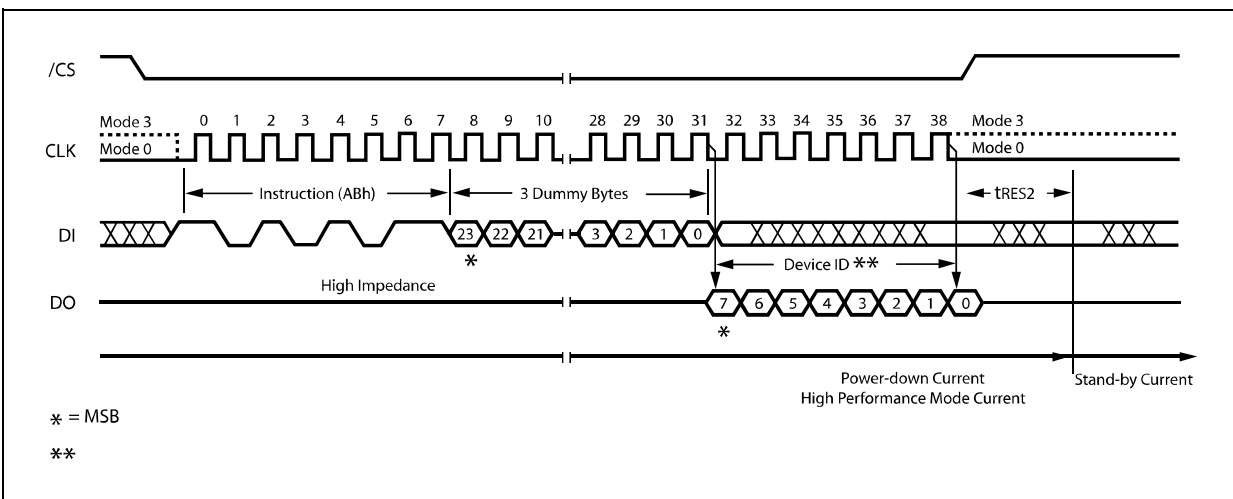 /CS
Mode 3 0 1 2 3 4 5 6 7 8 9 10 28 29 30 31 32 33 34 35 36 37 38 Mode 3
CLK Mode 0 Mode 0
Instruction (ABh) 3 Dummy Bytes tRES2
DI 23 22 21 3 2 1 0
* Device ID **
High Impedance
DO 7 6 5 4 3 2 1 0
*
Power-down Current Stand-by Current
High Performance Mode Current
* = MSB
**